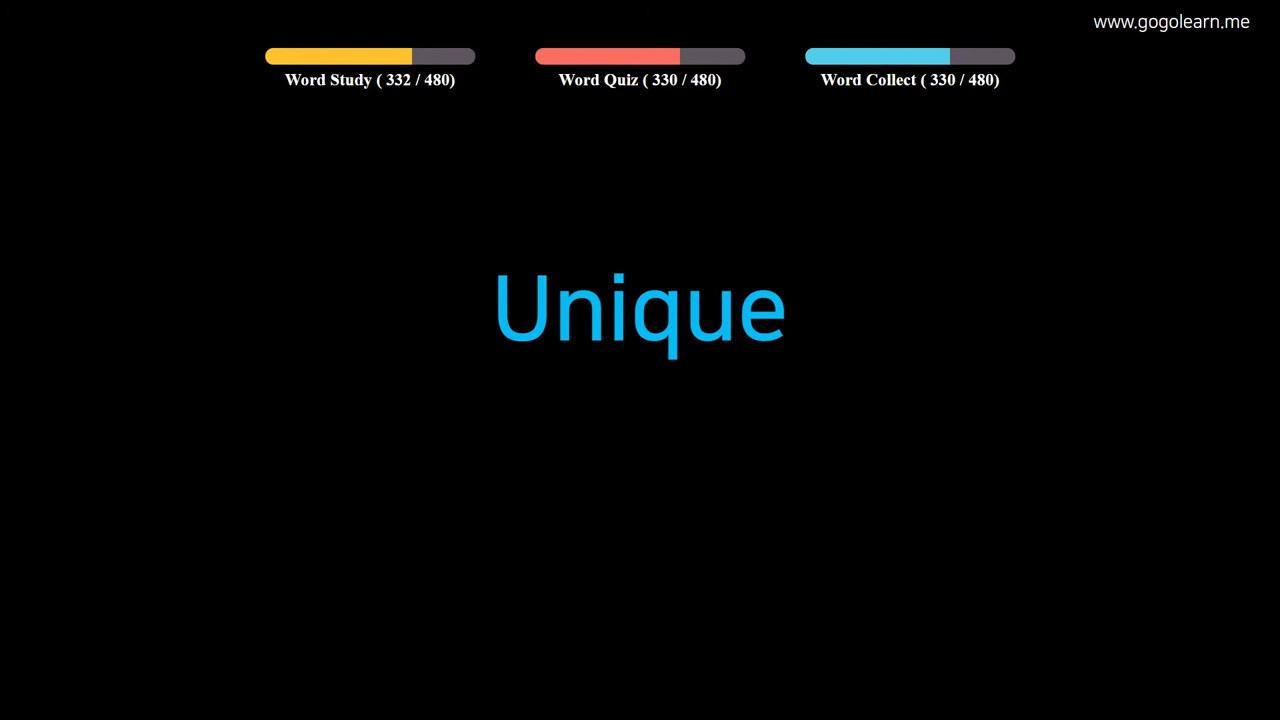 www.gogolearn.me
Word Study ( 332 / 480)
Word Quiz ( 330 / 480)
Word Collect ( 330 / 480)
Unique